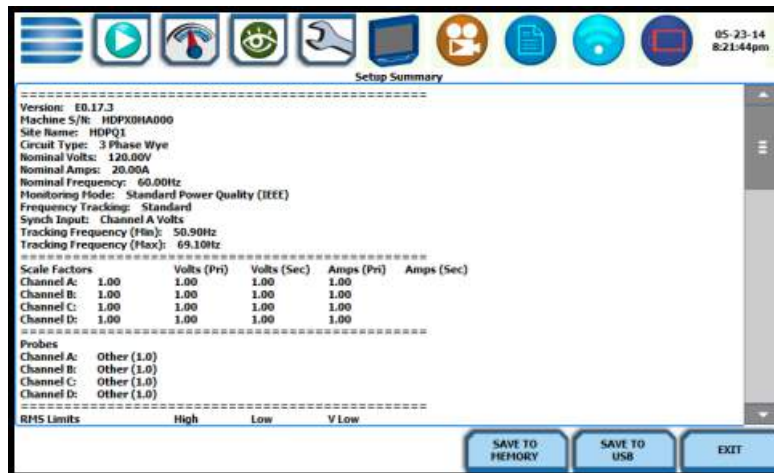 05-23-14
8:21:44pm
Setup Summary
==================================================
Version: E0.17.3
Machine S/N: HDPX0HA000
Site Name: HDPQ1
Circuit Type: 3 Phase Wye
Nominal Volts: 120.00V
Nominal Amps: 20.00A
Nominal Frequency: 60.00Hz
Monitoring Mode: Standard Power Quality (IEEE)
Frequency Tracking: Standard
Synch Input: Channel A Volts
Tracking Frequency (Min): 50.90Hz
Tracking Frequency (Max): 69.10Hz
==================================================
Scale Factors Volts (Pri) Volts (Sec) Amps (Pri) Amps (Sec)
Channel A: 1.00 1.00 1.00 1.00
Channel B: 1.00 1.00 1.00 1.00
Channel C: 1.00 1.00 1.00 1.00
Channel D: 1.00 1.00 1.00 1.00
==================================================
Probes
Channel A: Other (1.0)
Channel B: Other (1.0)
Channel C: Other (1.0)
Channel D: Other (1.0)
==================================================
RMS Limits High Low V Low
SAVE TO MEMORY
SAVE TO USB
EXIT